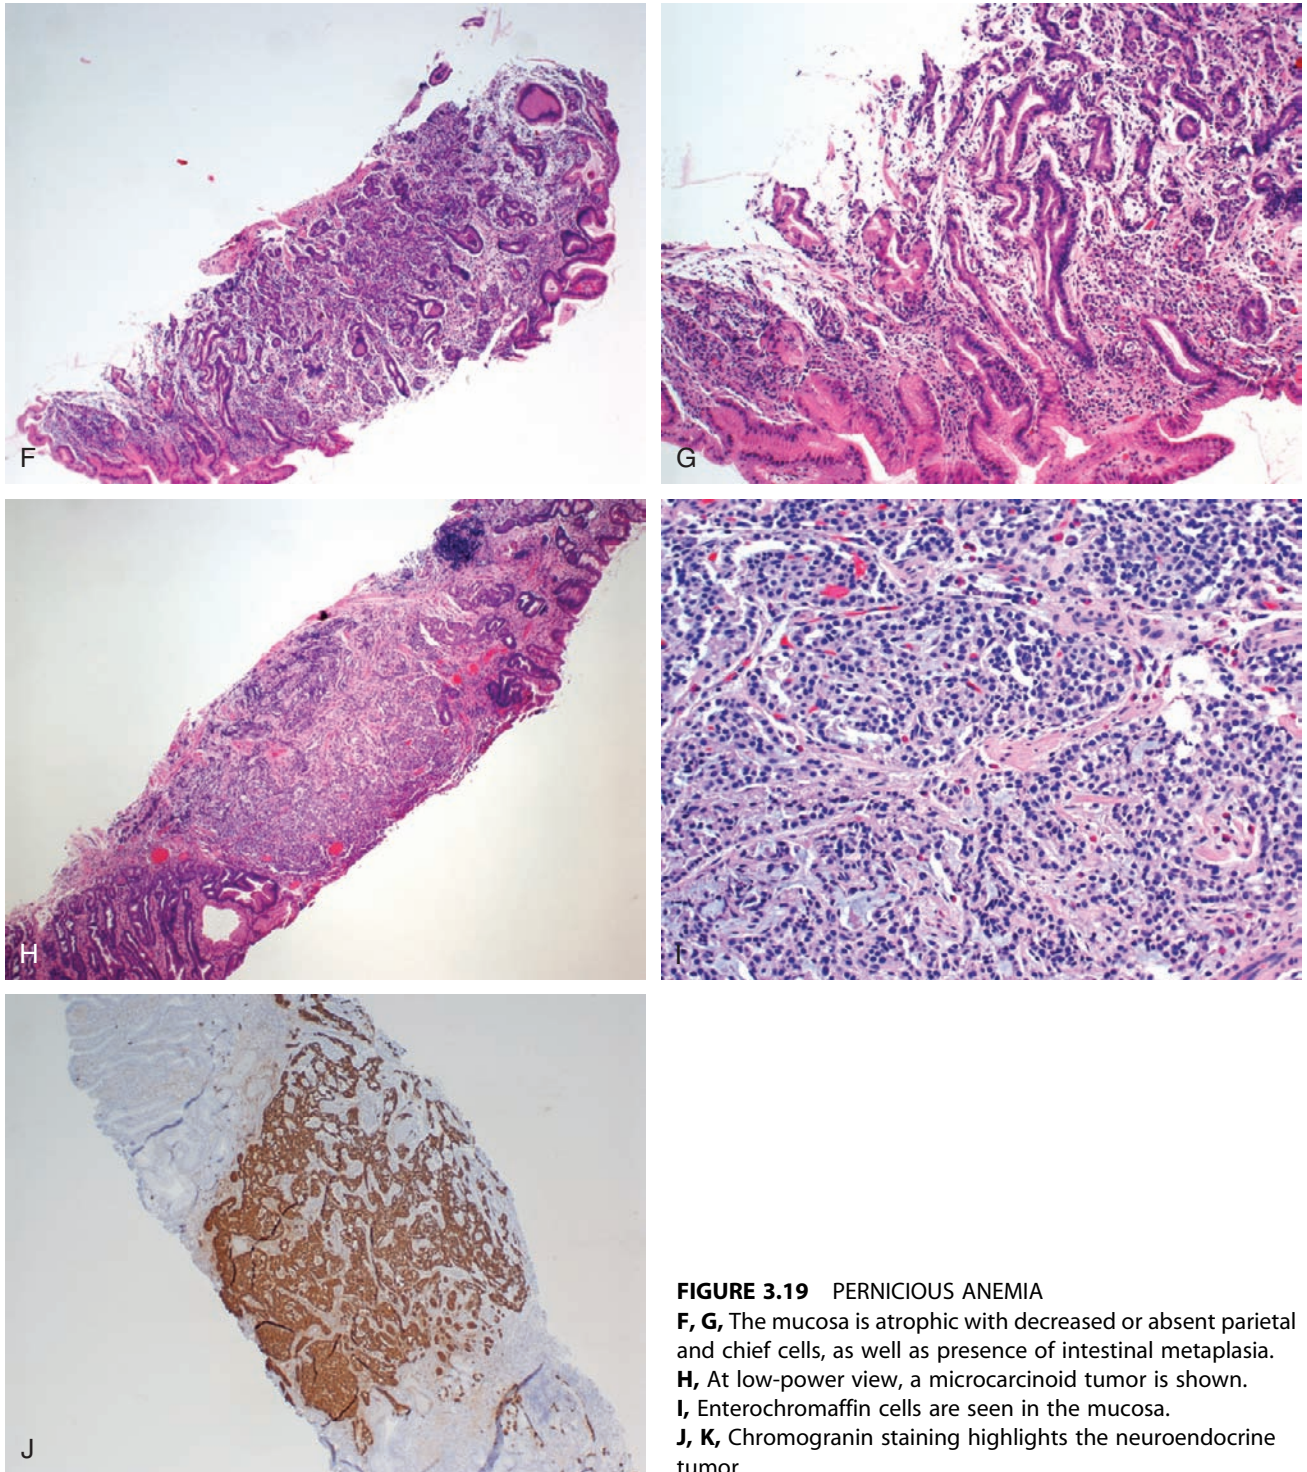 F
G
H
I
J
FIGURE 3.19 PERNICIOUS ANEMIA
F, G, The mucosa is atrophic with decreased or absent parietal
and chief cells, as well as presence of intestinal metaplasia.
H, At low-power view, a microcarcinoid tumor is shown.
I, Enterochromaffin cells are seen in the mucosa.
J, K, Chromogranin staining highlights the neuroendocrine
tumor